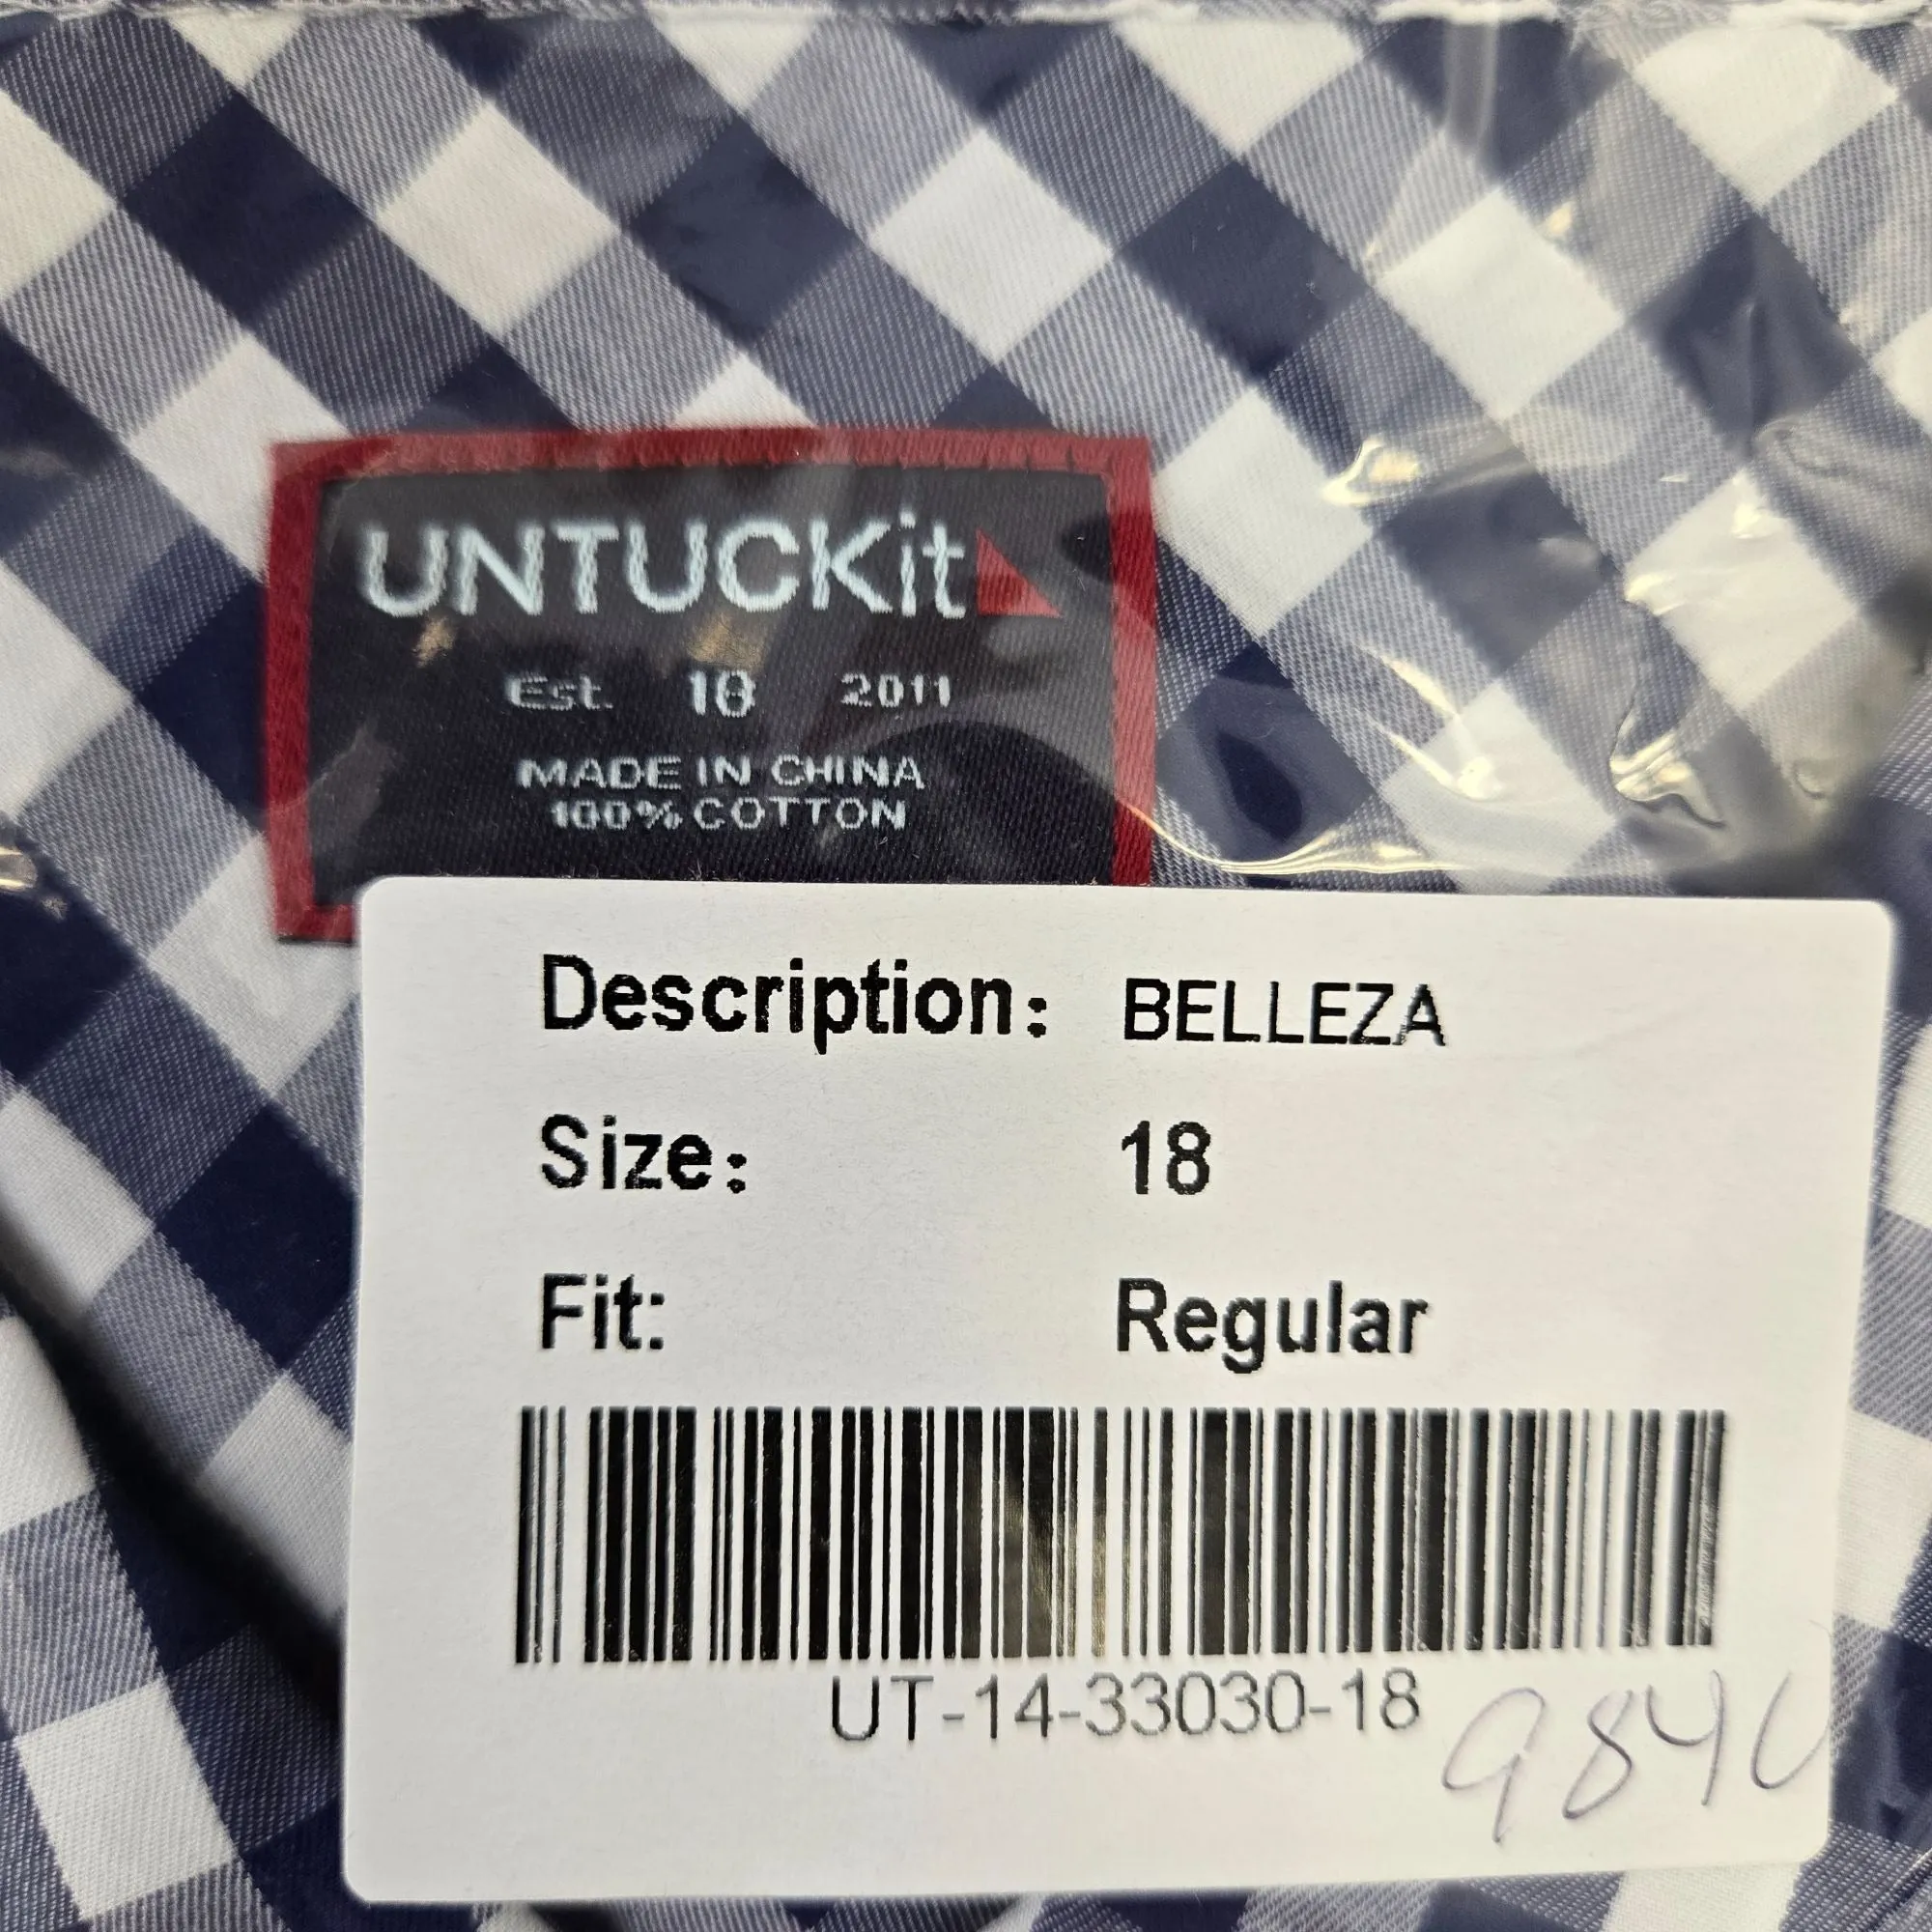 UNTUCKit
Est. 18 2011
MADE IN CHINA
100% COTTON
Description: BELLEZA
Size: 18
Fit: Regular
UT-14-33030-18